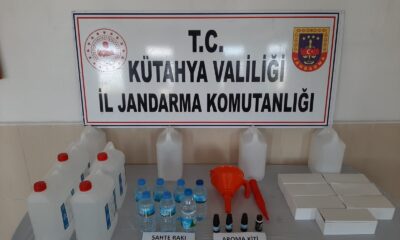 T.C.
KÜTAHYA VALİLİĞİ
İL JANDARMA KOMUTANLIĞI
SAHTE RAKI
AROMA KİTİ